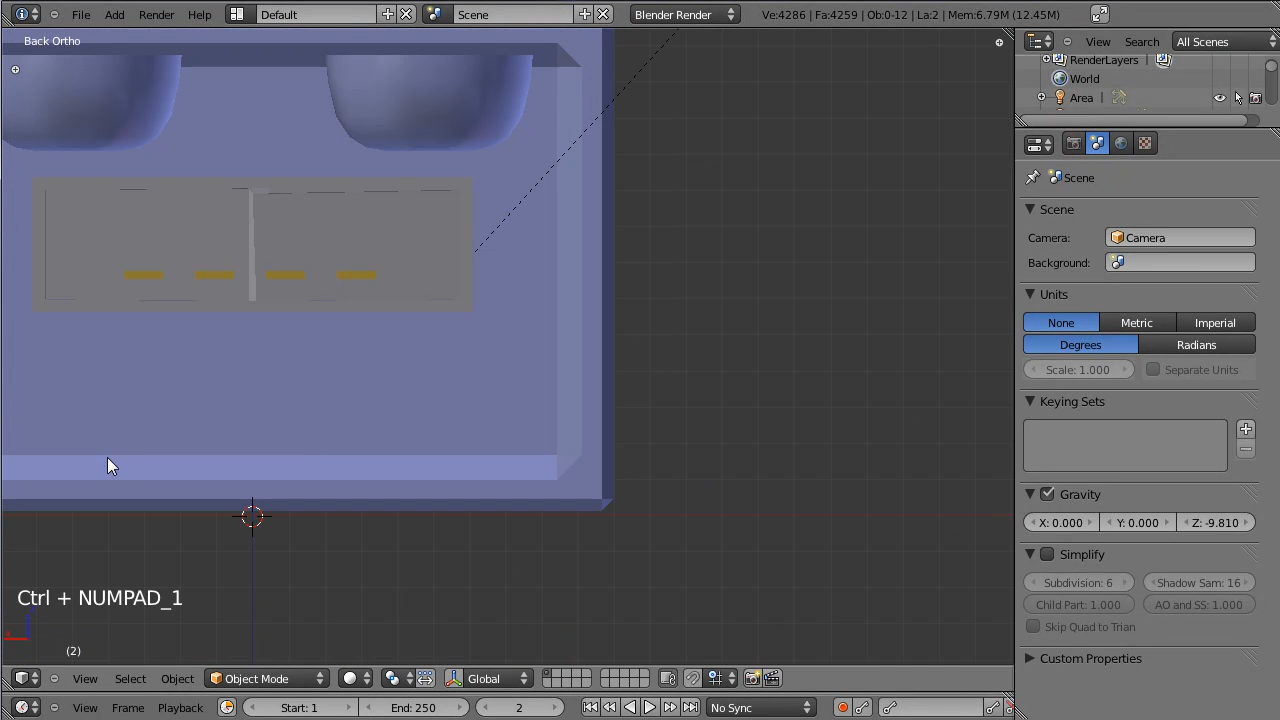 File Add Render Help Default Scene Blender Render Ve:4286 | Fa:4259 | Ob:0-12 | La:2 | Mem:6.79M (12.45M)
Back Ortho
View Search All Scenes
RenderLayers
World
Area
Scene
Scene
Camera: Camera
Background:
Units
None Metric Imperial
Degrees Radians
Scale: 1.000 Separate Units
Keying Sets
Gravity
X: 0.000 Y: 0.000 Z: -9.810
Simplify
Subdivision: 6 Shadow Sam: 16
Child Part: 1.000 AO and SS: 1.000
Skip Quad to Trian
Custom Properties
Ctrl + NUMPAD_1
(2)
View Select Object Object Mode Global
View Frame Playback Start: 1 End: 250 2 No Sync